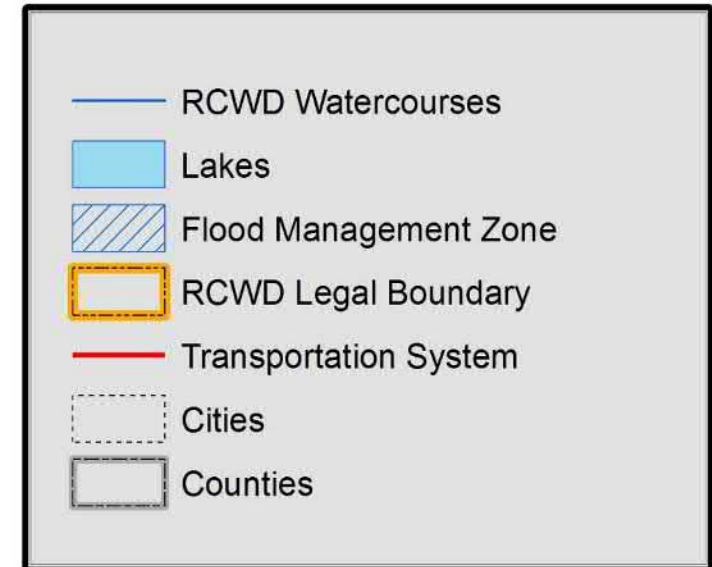 RCWD Watercourses
Lakes
Flood Management Zone
RCWD Legal Boundary
Transportation System
Cities
Counties